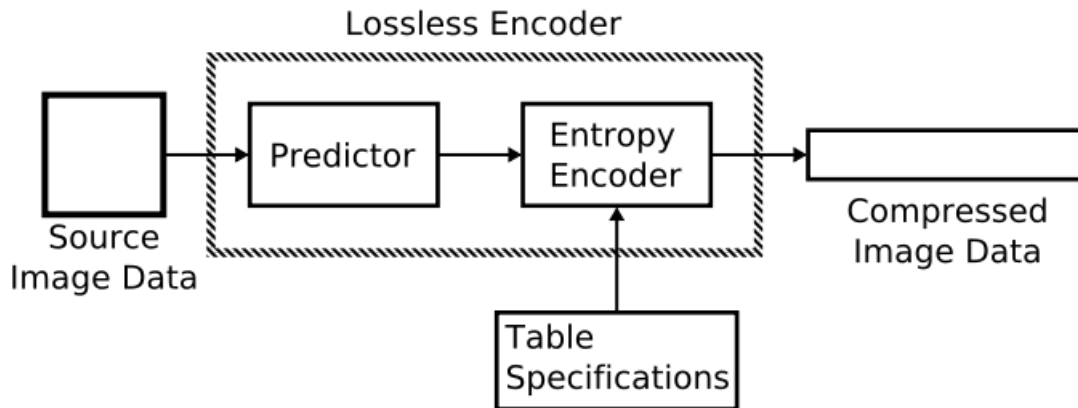 Lossless Encoder
Predictor
Entropy
Encoder
Source
Image Data
Compressed
Image Data
Table
Specifications